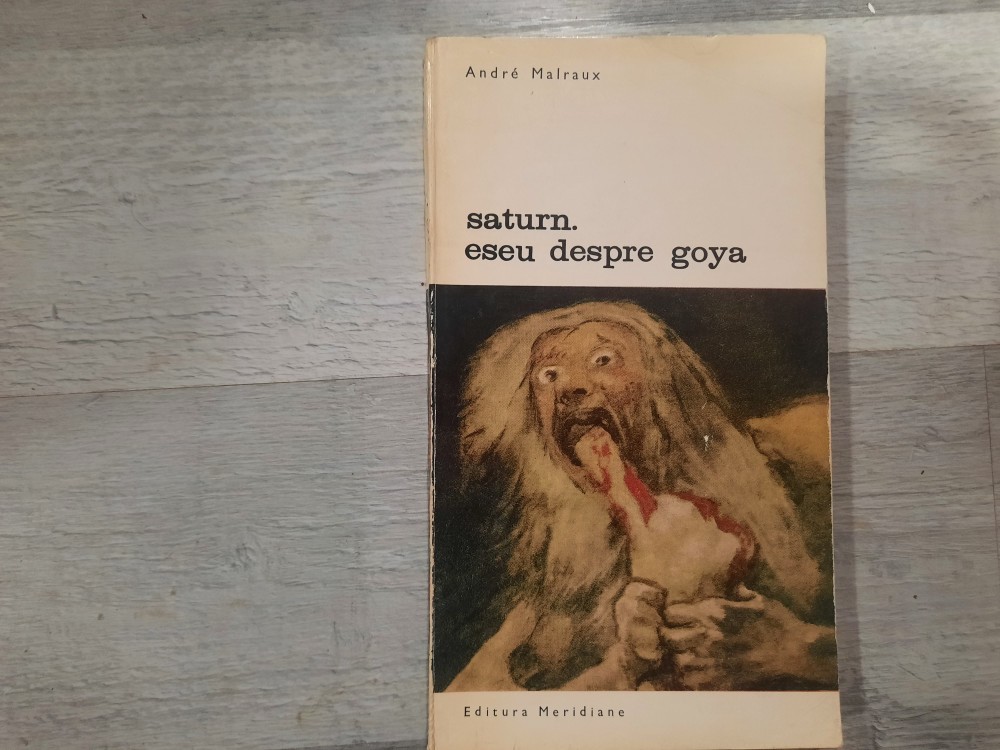 André Malraux
saturn.
eseu despre goya
Editura Meridiane